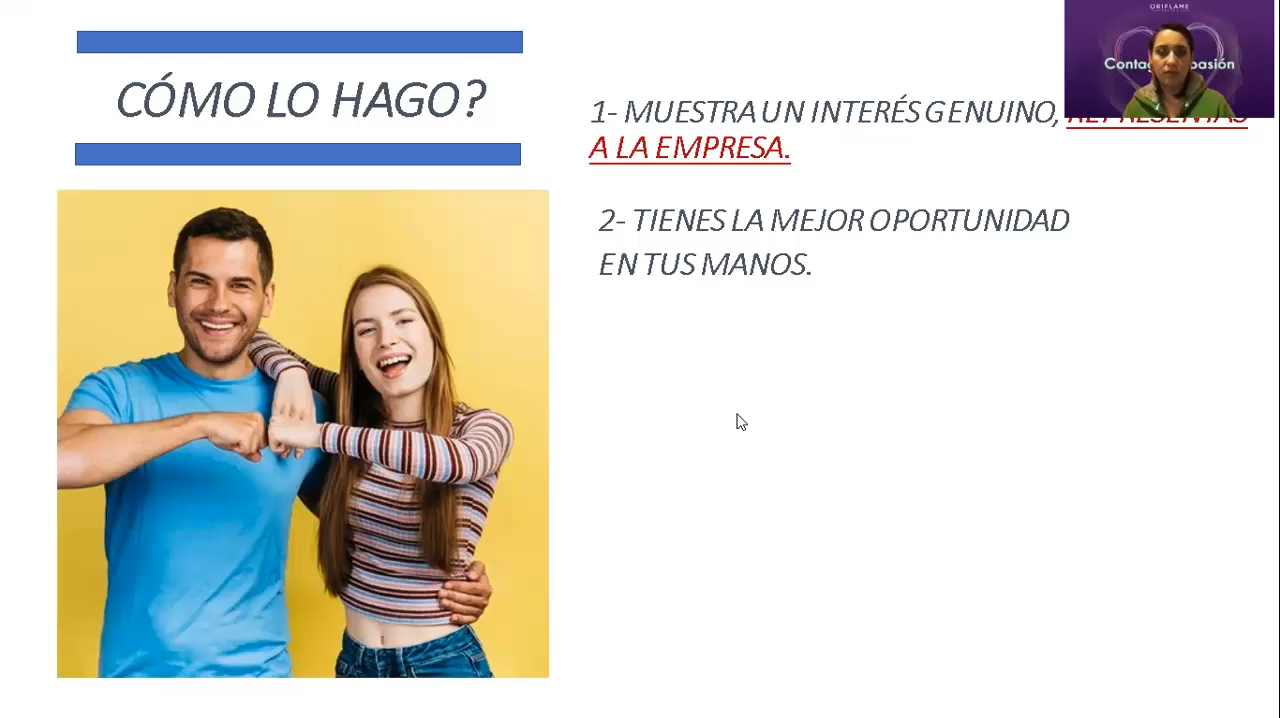 CÓMO LO HAGO?
1- MUESTRA UN INTERÉS GENUINO,
A LA EMPRESA.
2- TIENES LA MEJOR OPORTUNIDAD
EN TUS MANOS.
ORIFLAME